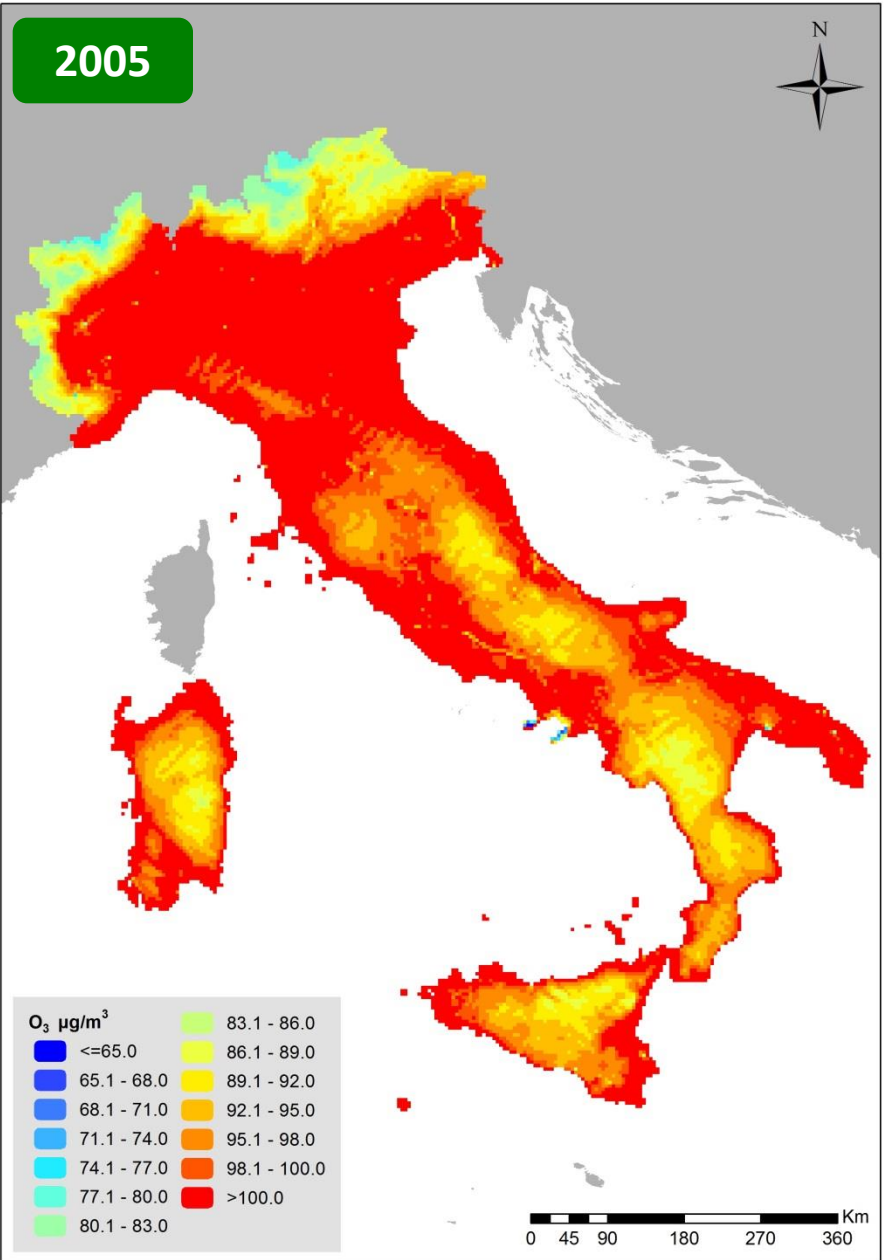 2005
N
O₃ µg/m³
<=65.0
65.1 - 68.0
68.1 - 71.0
71.1 - 74.0
74.1 - 77.0
77.1 - 80.0
80.1 - 83.0
83.1 - 86.0
86.1 - 89.0
89.1 - 92.0
92.1 - 95.0
95.1 - 98.0
98.1 - 100.0
>100.0
Km
0 45 90 180 270 360